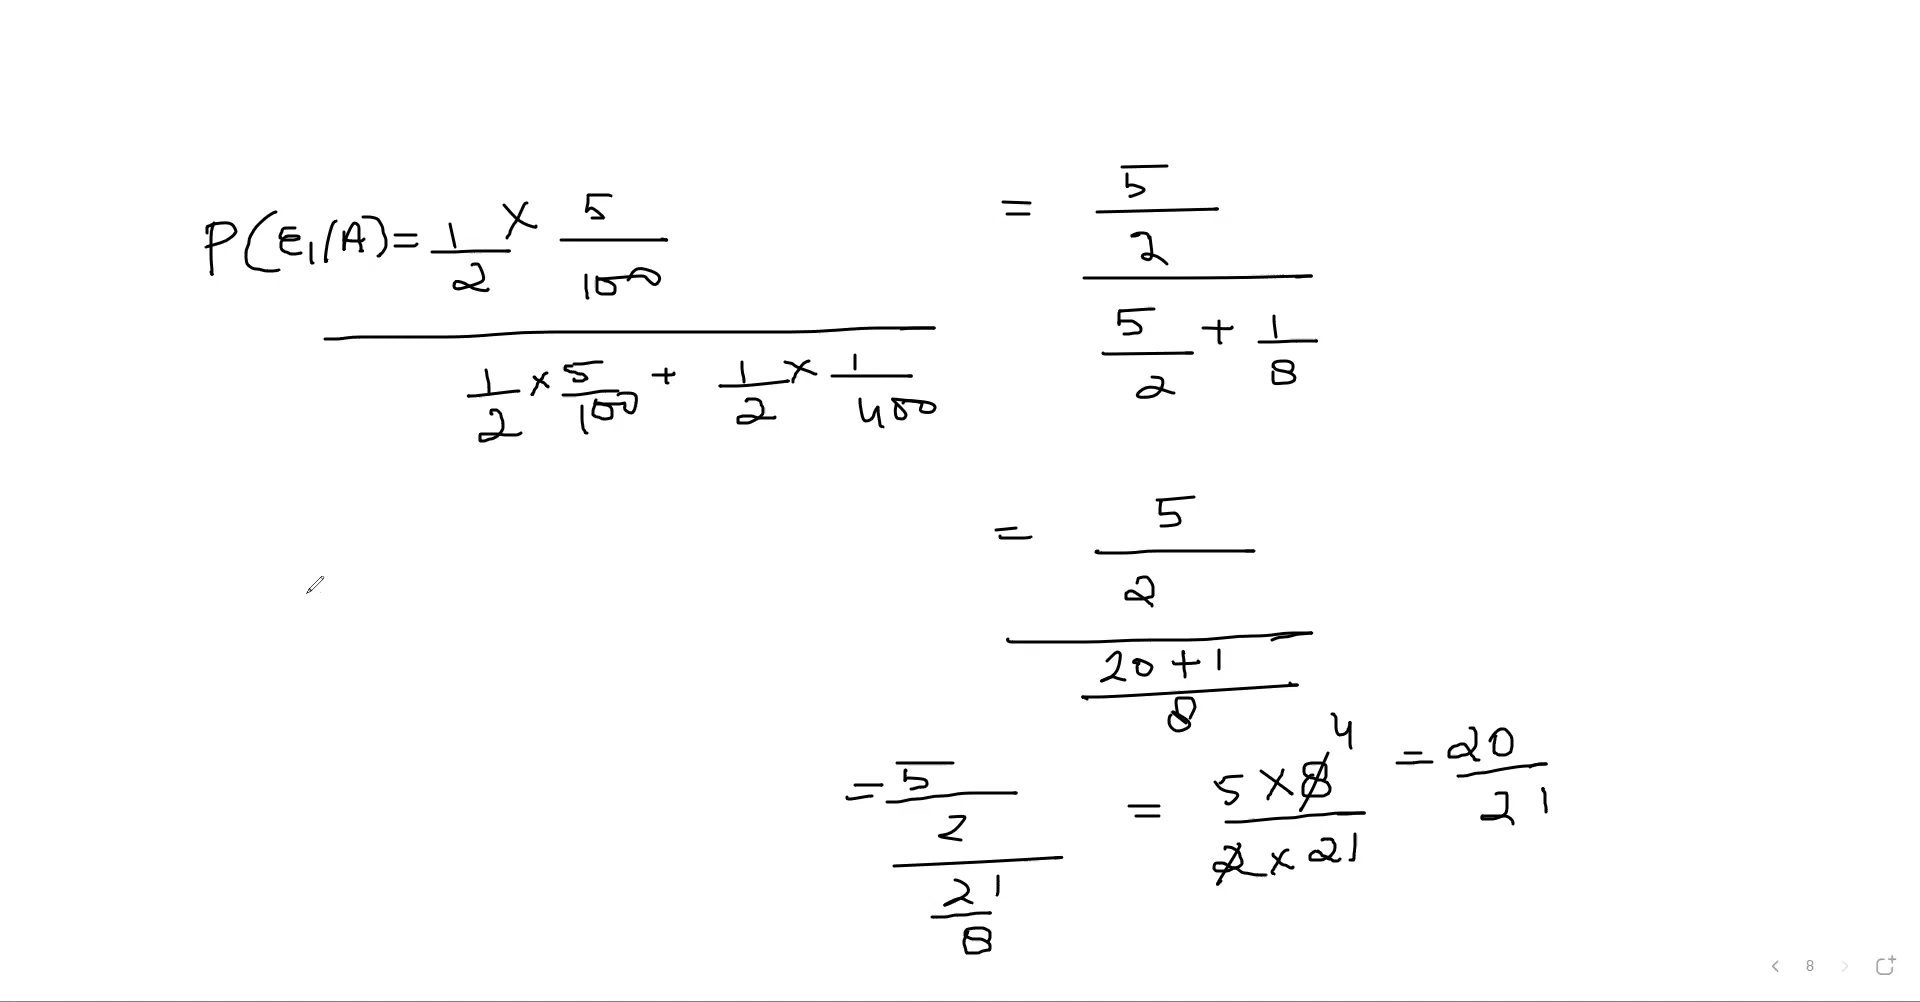 P(E₁/A) = 1/2 × 5/100
1/2 × 5/100 + 1/2 × 1/400
= 5/2
5/2 + 1/8
= 5/2
20 + 1
8
= 5/2
21/8
= 5 × 8 4
2 × 21
= 20/21
8